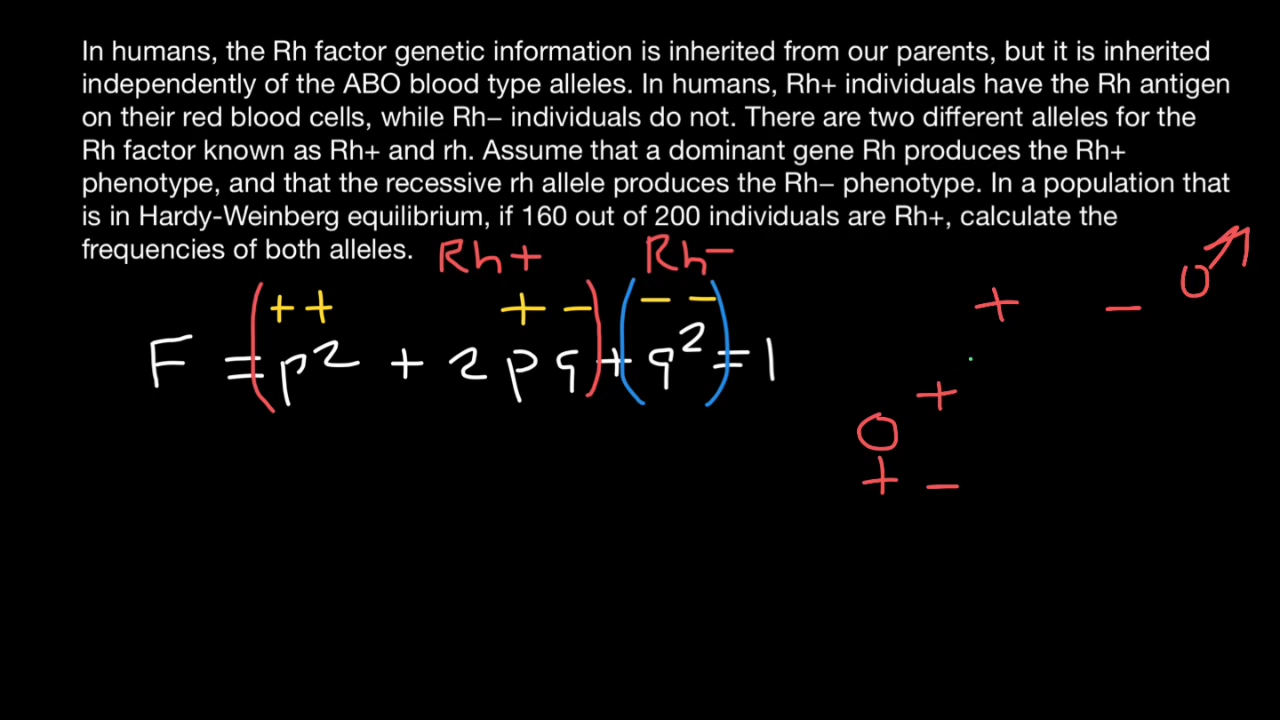 In humans, the Rh factor genetic information is inherited from our parents, but it is inherited
independently of the ABO blood type alleles. In humans, Rh+ individuals have the Rh antigen
on their red blood cells, while Rh− individuals do not. There are two different alleles for the
Rh factor known as Rh+ and rh. Assume that a dominant gene Rh produces the Rh+
phenotype, and that the recessive rh allele produces the Rh− phenotype. In a population that
is in Hardy-Weinberg equilibrium, if 160 out of 200 individuals are Rh+, calculate the
frequencies of both alleles.
Rh+ Rh−
++ +− −−
F = (p² + 2pq) + (q²) = 1
+ − ♂
+
♀ −